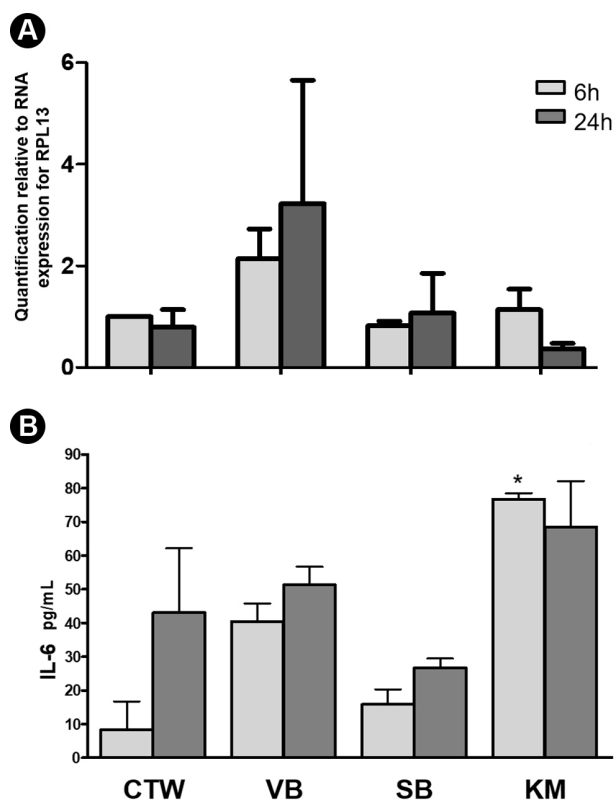 A
Quantification relative to RNA
expression for RPL13
6
4
2
0
6h
24h
B
IL-6 pg/mL
90
80
70
60
50
40
30
20
10
0
*
CTW VB SB KM